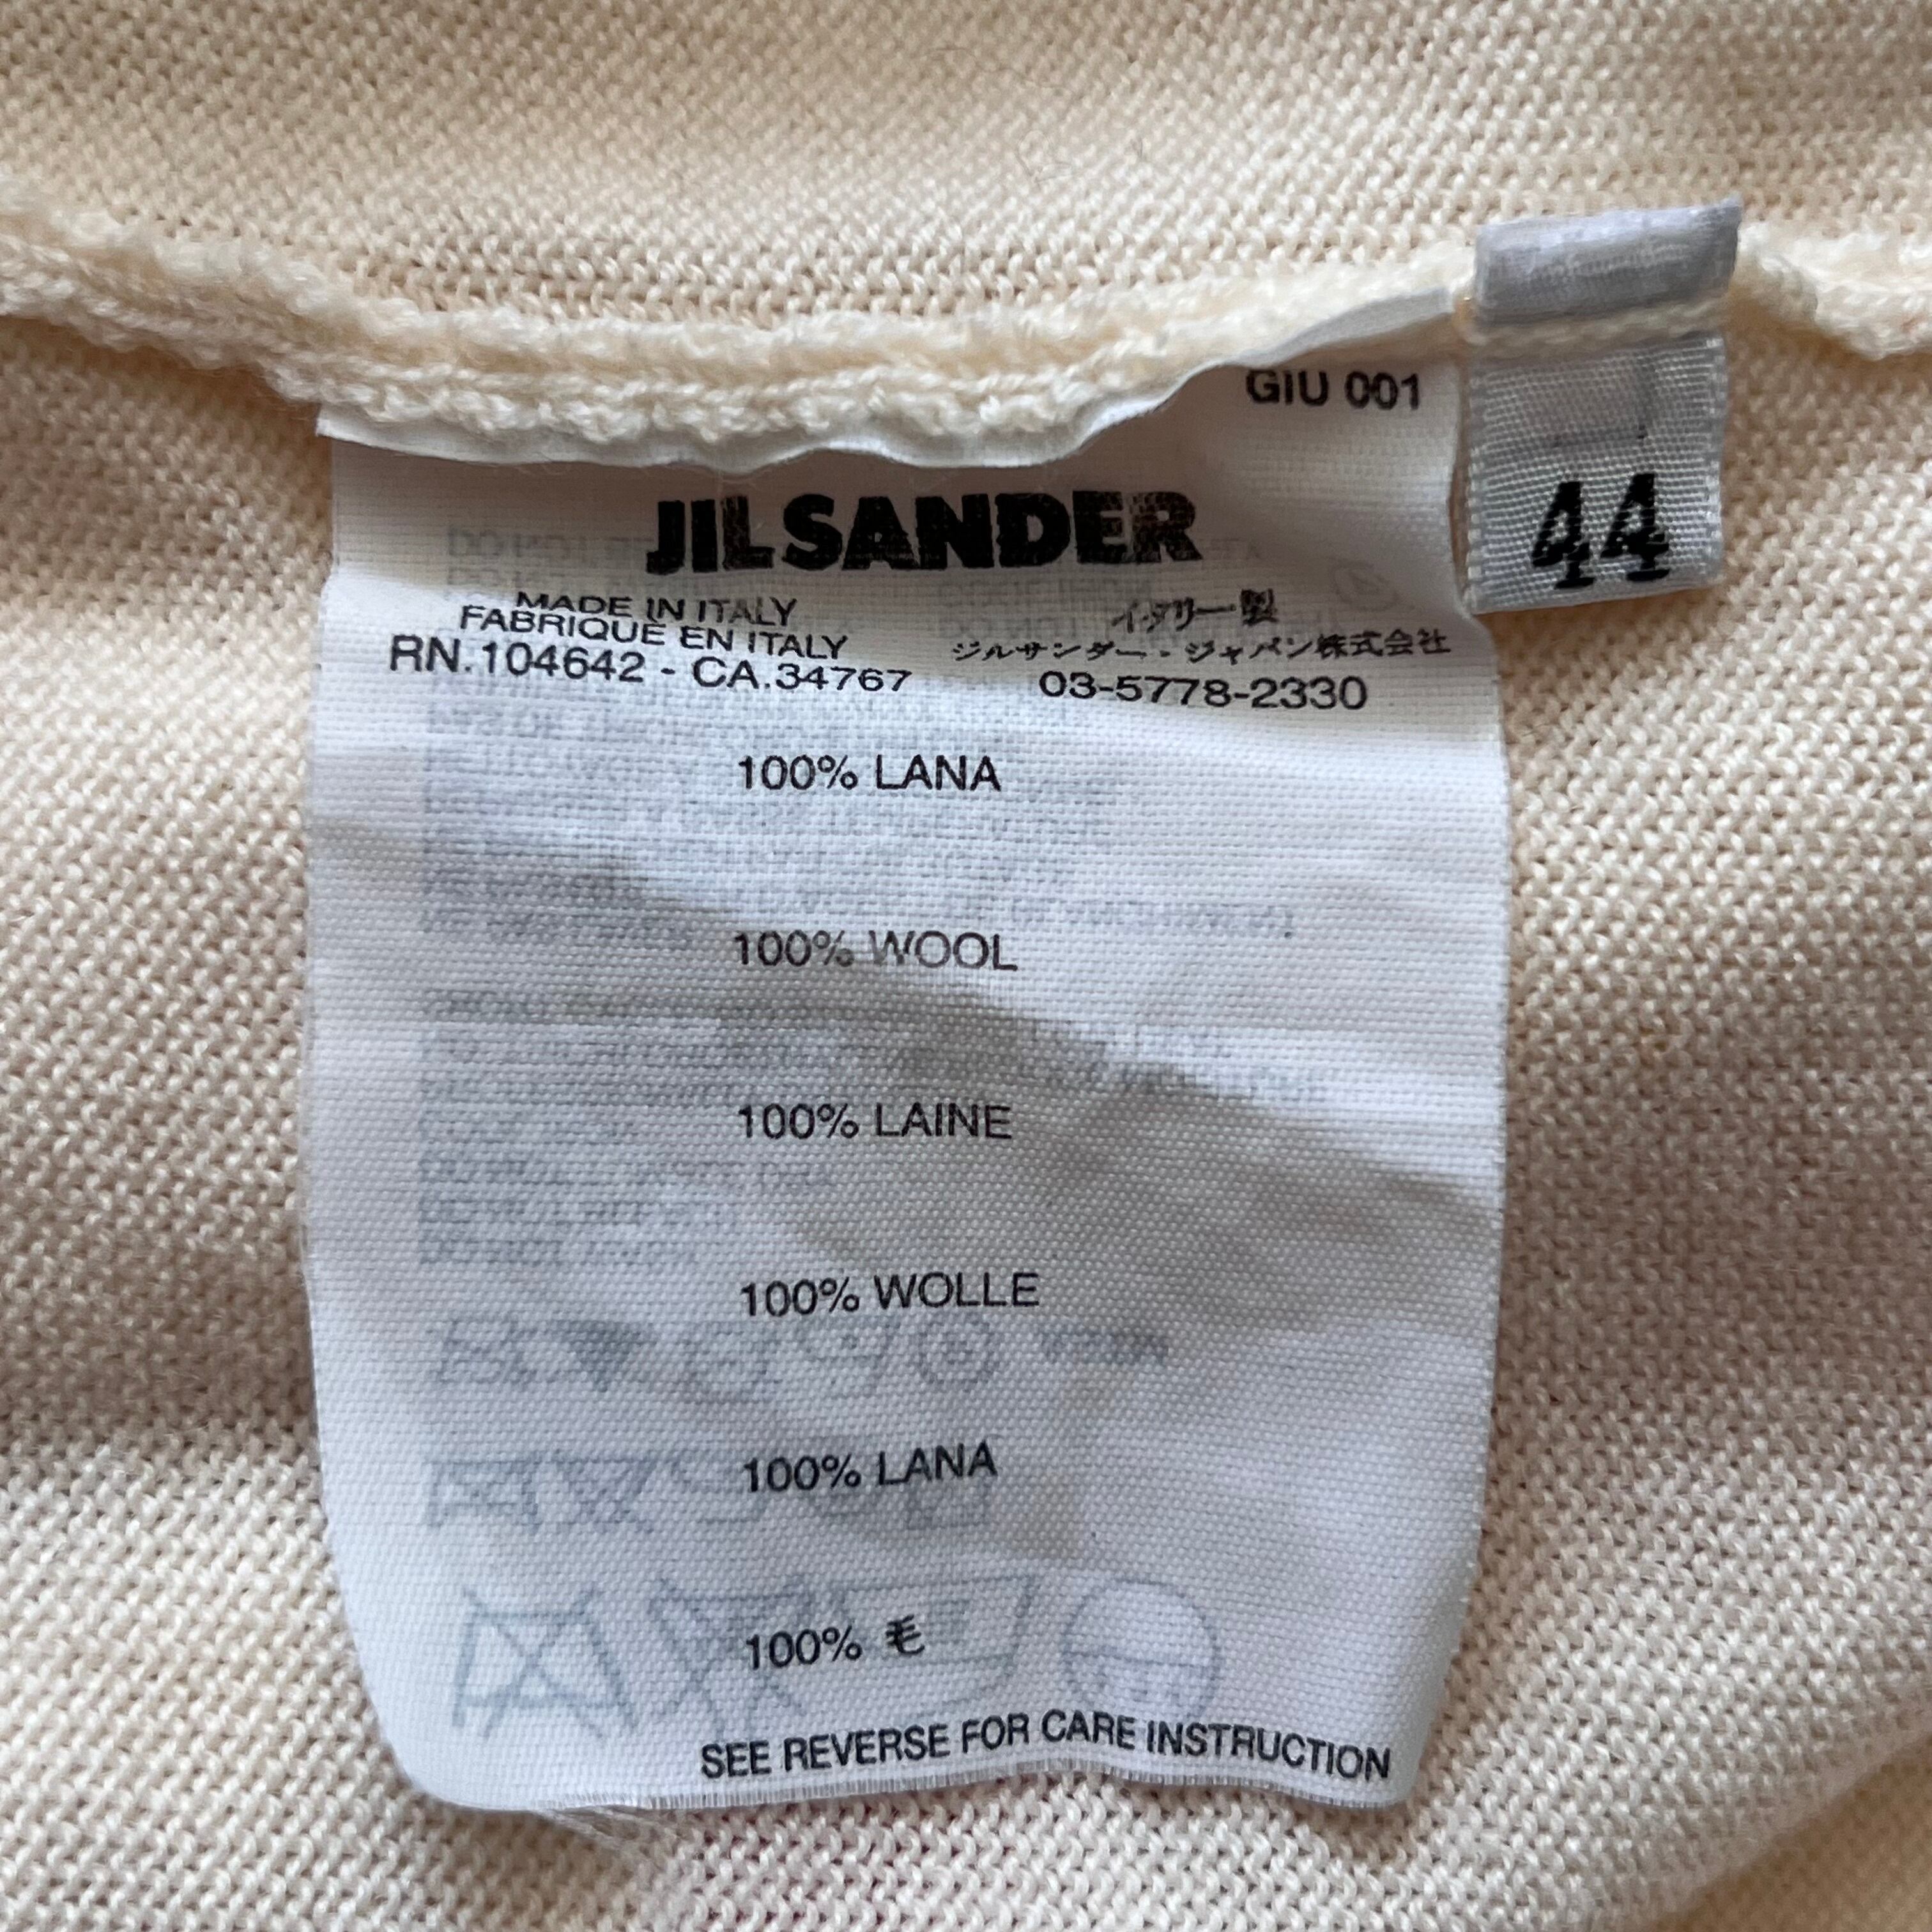 GIU 001
44
JIL SANDER
MADE IN ITALY
FABRIQUE EN ITALY
RN.104642 - CA.34767
イタリー製
ジルサンダー・ジャパン株式会社
03-5778-2330
100% LANA
100% WOOL
100% LAINE
100% WOLLE
100% LANA
100% 毛
SEE REVERSE FOR CARE INSTRUCTION